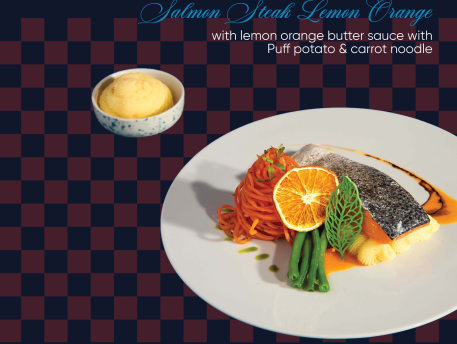 Salmon Steak Lemon Orange
with lemon orange butter sauce with
Puff potato & carrot noodle